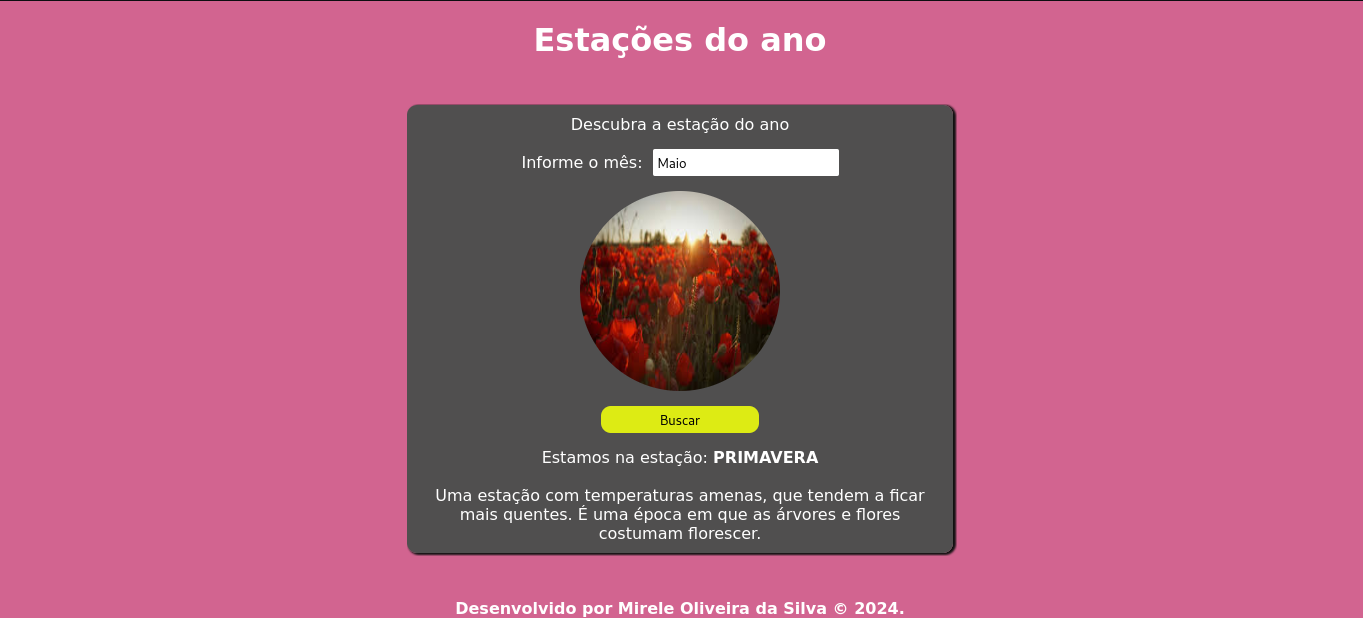 Estações do ano
Descubra a estação do ano
Informe o mês: Maio
Buscar
Estamos na estação: PRIMAVERA
Uma estação com temperaturas amenas, que tendem a ficar
mais quentes. É uma época em que as árvores e flores
costumam florescer.
Desenvolvido por Mirele Oliveira da Silva © 2024.